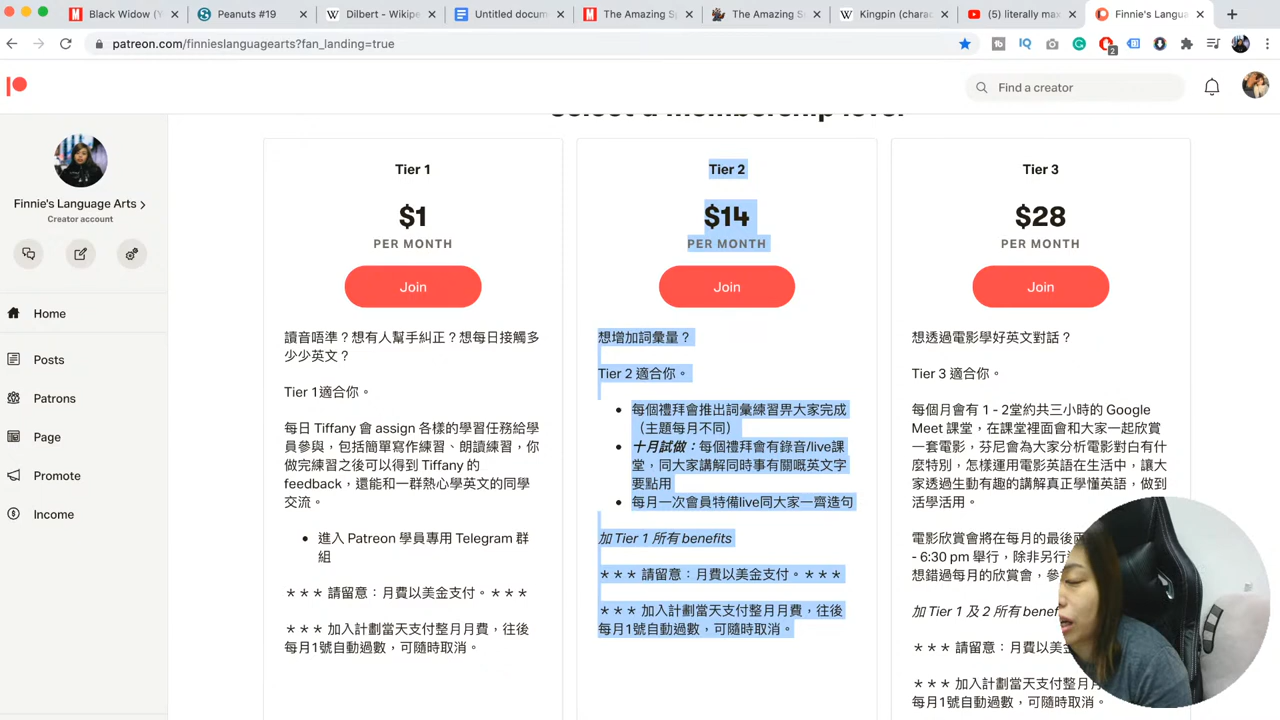 Black Widow (
Peanuts #19
Dilbert - Wikipe
Untitled docum
The Amazing Sp
The Amazing S
Kingpin (charac
(5) literally max
Finnie's Langua
patreon.com/finnieslanguagearts?fan_landing=true
2
Find a creator
Select a membership level
Finnie's Language Arts
Creator account
Home
Posts
Patrons
Page
Promote
Income
Tier 1
$1
PER MONTH
Join
讀音唔準？想有人幫手糾正？想每日接觸多
少少英文？
Tier 1適合你。
每日 Tiffany 會 assign 各樣的學習任務給學
員參與，包括簡單寫作練習、朗讀練習，你
做完練習之後可以得到 Tiffany 的
feedback，還能和一群熱心學英文的同學
交流。
• 進入 Patreon 學員專用 Telegram 群
組
＊＊＊ 請留意：月費以美金支付。＊＊＊
＊＊＊ 加入計劃當天支付整月月費，往後
每月1號自動過數，可隨時取消。
Tier 2
$14
PER MONTH
Join
想增加詞彙量？
Tier 2 適合你。
• 每個禮拜會推出詞彙練習畀大家完成
（主題每月不同）
• 十月試做：每個禮拜會有錄音/live課
堂，同大家講解同時事有關嘅英文字
要點用
• 每月一次會員特備live同大家一齊造句
加 Tier 1 所有 benefits
＊＊＊ 請留意：月費以美金支付。＊＊＊
＊＊＊ 加入計劃當天支付整月月費，往後
每月1號自動過數，可隨時取消。
Tier 3
$28
PER MONTH
Join
想透過電影學好英文對話？
Tier 3 適合你。
每個月會有 1 - 2堂約共三小時的 Google
Meet 課堂，在課堂裡面會和大家一起欣賞
一套電影，芬尼會為大家分析電影對白有什
麼特別，怎樣運用電影英語在生活中，讓大
家透過生動有趣的講解真正學懂英語，做到
活學活用。
電影欣賞會將在每月的最後兩
- 6:30 pm 舉行，除非另行
想錯過每月的欣賞會，參
加 Tier 1 及 2 所有 bene
＊＊＊ 請留意：月費以美
＊＊＊ 加入計劃當天支付整月月
每月1號自動過數，可隨時取消。